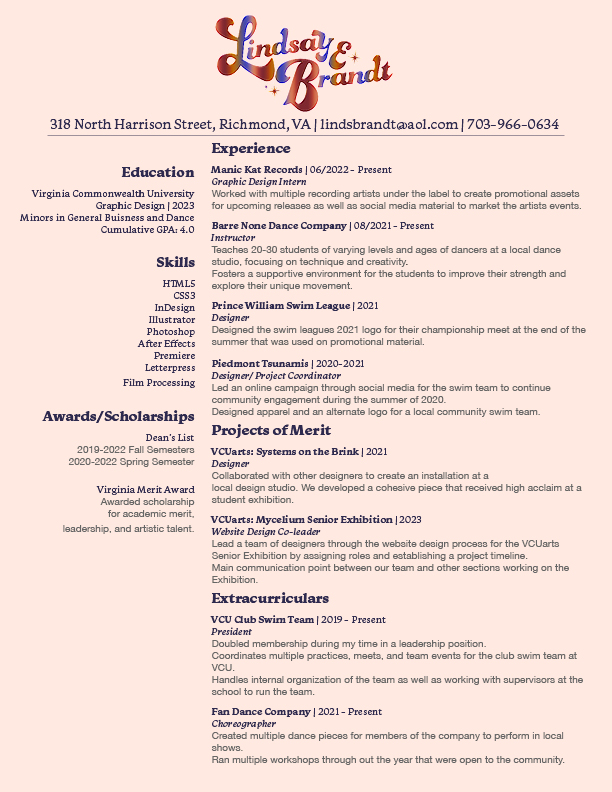 Lindsay E
Brandt
318 North Harrison Street, Richmond, VA | lindsbrandt@aol.com | 703-966-0634
Education
Virginia Commonwealth University
Graphic Design | 2023
Minors in General Buisness and Dance
Cumulative GPA: 4.0
Skills
HTML5
CSS3
InDesign
Illustrator
Photoshop
After Effects
Premiere
Letterpress
Film Processing
Awards/Scholarships
Dean's List
2019-2022 Fall Semesters
2020-2022 Spring Semester
Virginia Merit Award
Awarded scholarship
for academic merit,
leadership, and artistic talent.
Experience
Manic Kat Records | 06/2022 - Present
Graphic Design Intern
Worked with multiple recording artists under the label to create promotional assets
for upcoming releases as well as social media material to market the artists events.
Barre None Dance Company | 08/2021 - Present
Instructor
Teaches 20-30 students of varying levels and ages of dancers at a local dance
studio, focusing on technique and creativity.
Fosters a supportive environment for the students to improve their strength and
explore their unique movement.
Prince William Swim League | 2021
Designer
Designed the swim leagues 2021 logo for their championship meet at the end of the
summer that was used on promotional material.
Piedmont Tsunamis | 2020-2021
Designer/ Project Coordinator
Led an online campaign through social media for the swim team to continue
community engagement during the summer of 2020.
Designed apparel and an alternate logo for a local community swim team.
Projects of Merit
VCUarts: Systems on the Brink | 2021
Designer
Collaborated with other designers to create an installation at a
local design studio. We developed a cohesive piece that received high acclaim at a
student exhibition.
VCUarts: Mycelium Senior Exhibition | 2023
Website Design Co-leader
Lead a team of designers through the website design process for the VCUarts
Senior Exhibition by assigning roles and establishing a project timeline.
Main communication point between our team and other sections working on the
Exhibition.
Extracurriculars
VCU Club Swim Team | 2019 - Present
President
Doubled membership during my time in a leadership position.
Coordinates multiple practices, meets, and team events for the club swim team at
VCU.
Handles internal organization of the team as well as working with supervisors at the
school to run the team.
Fan Dance Company | 2021 - Present
Choreographer
Created multiple dance pieces for members of the company to perform in local
shows.
Ran multiple workshops through out the year that were open to the community.